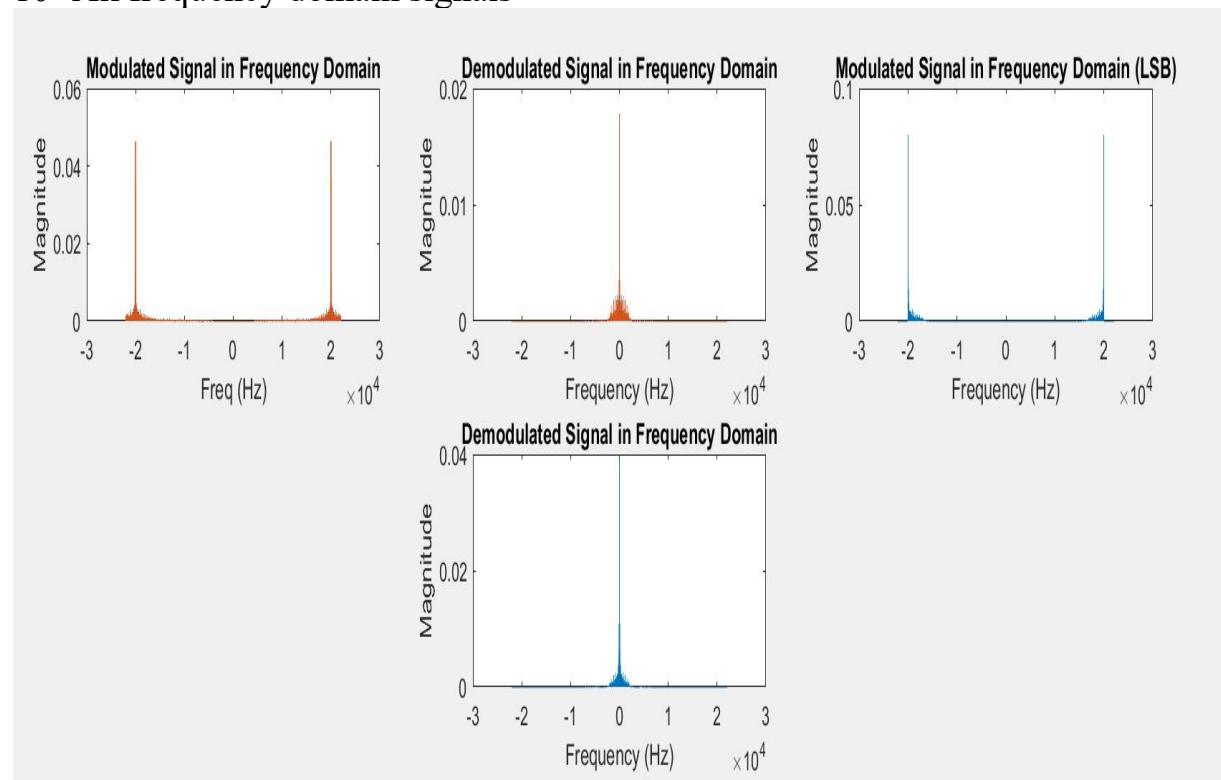 Modulated Signal in Frequency Domain
0.06
0.04
0.02
0
Magnitude
-3 -2 -1 0 1 2 3
Freq (Hz)
×10^4
Demodulated Signal in Frequency Domain
0.02
0.01
0
Magnitude
-3 -2 -1 0 1 2 3
Frequency (Hz)
×10^4
Modulated Signal in Frequency Domain (LSB)
0.1
0.05
0
Magnitude
-3 -2 -1 0 1 2 3
Frequency (Hz)
×10^4
Demodulated Signal in Frequency Domain
0.04
0.02
0
Magnitude
-3 -2 -1 0 1 2 3
Frequency (Hz)
×10^4